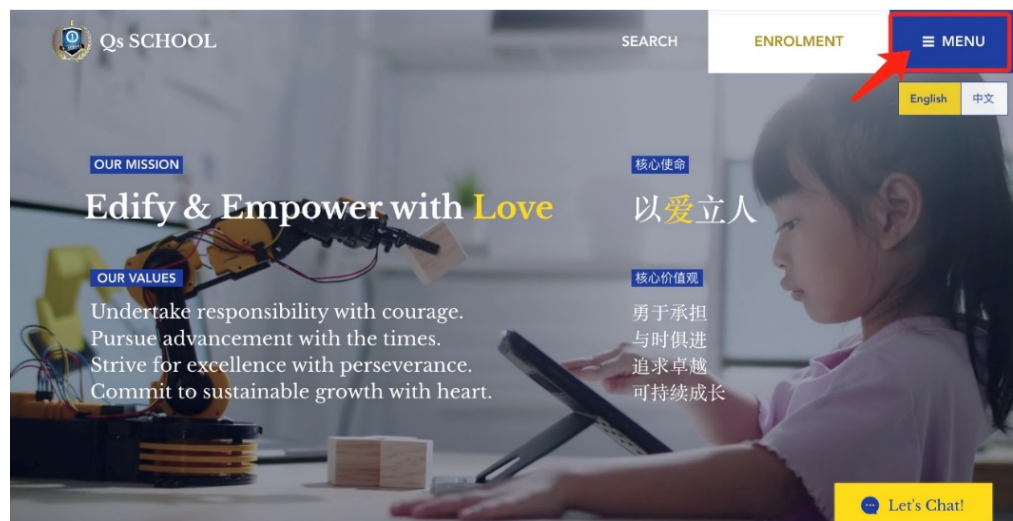 Qs SCHOOL
SEARCH
ENROLMENT
MENU
English
中文
OUR MISSION
Edify & Empower with Love
核心使命
以爱立人
OUR VALUES
Undertake responsibility with courage.
Pursue advancement with the times.
Strive for excellence with perseverance.
Commit to sustainable growth with heart.
核心价值观
勇于承担
与时俱进
追求卓越
可持续成长
Let's Chat!